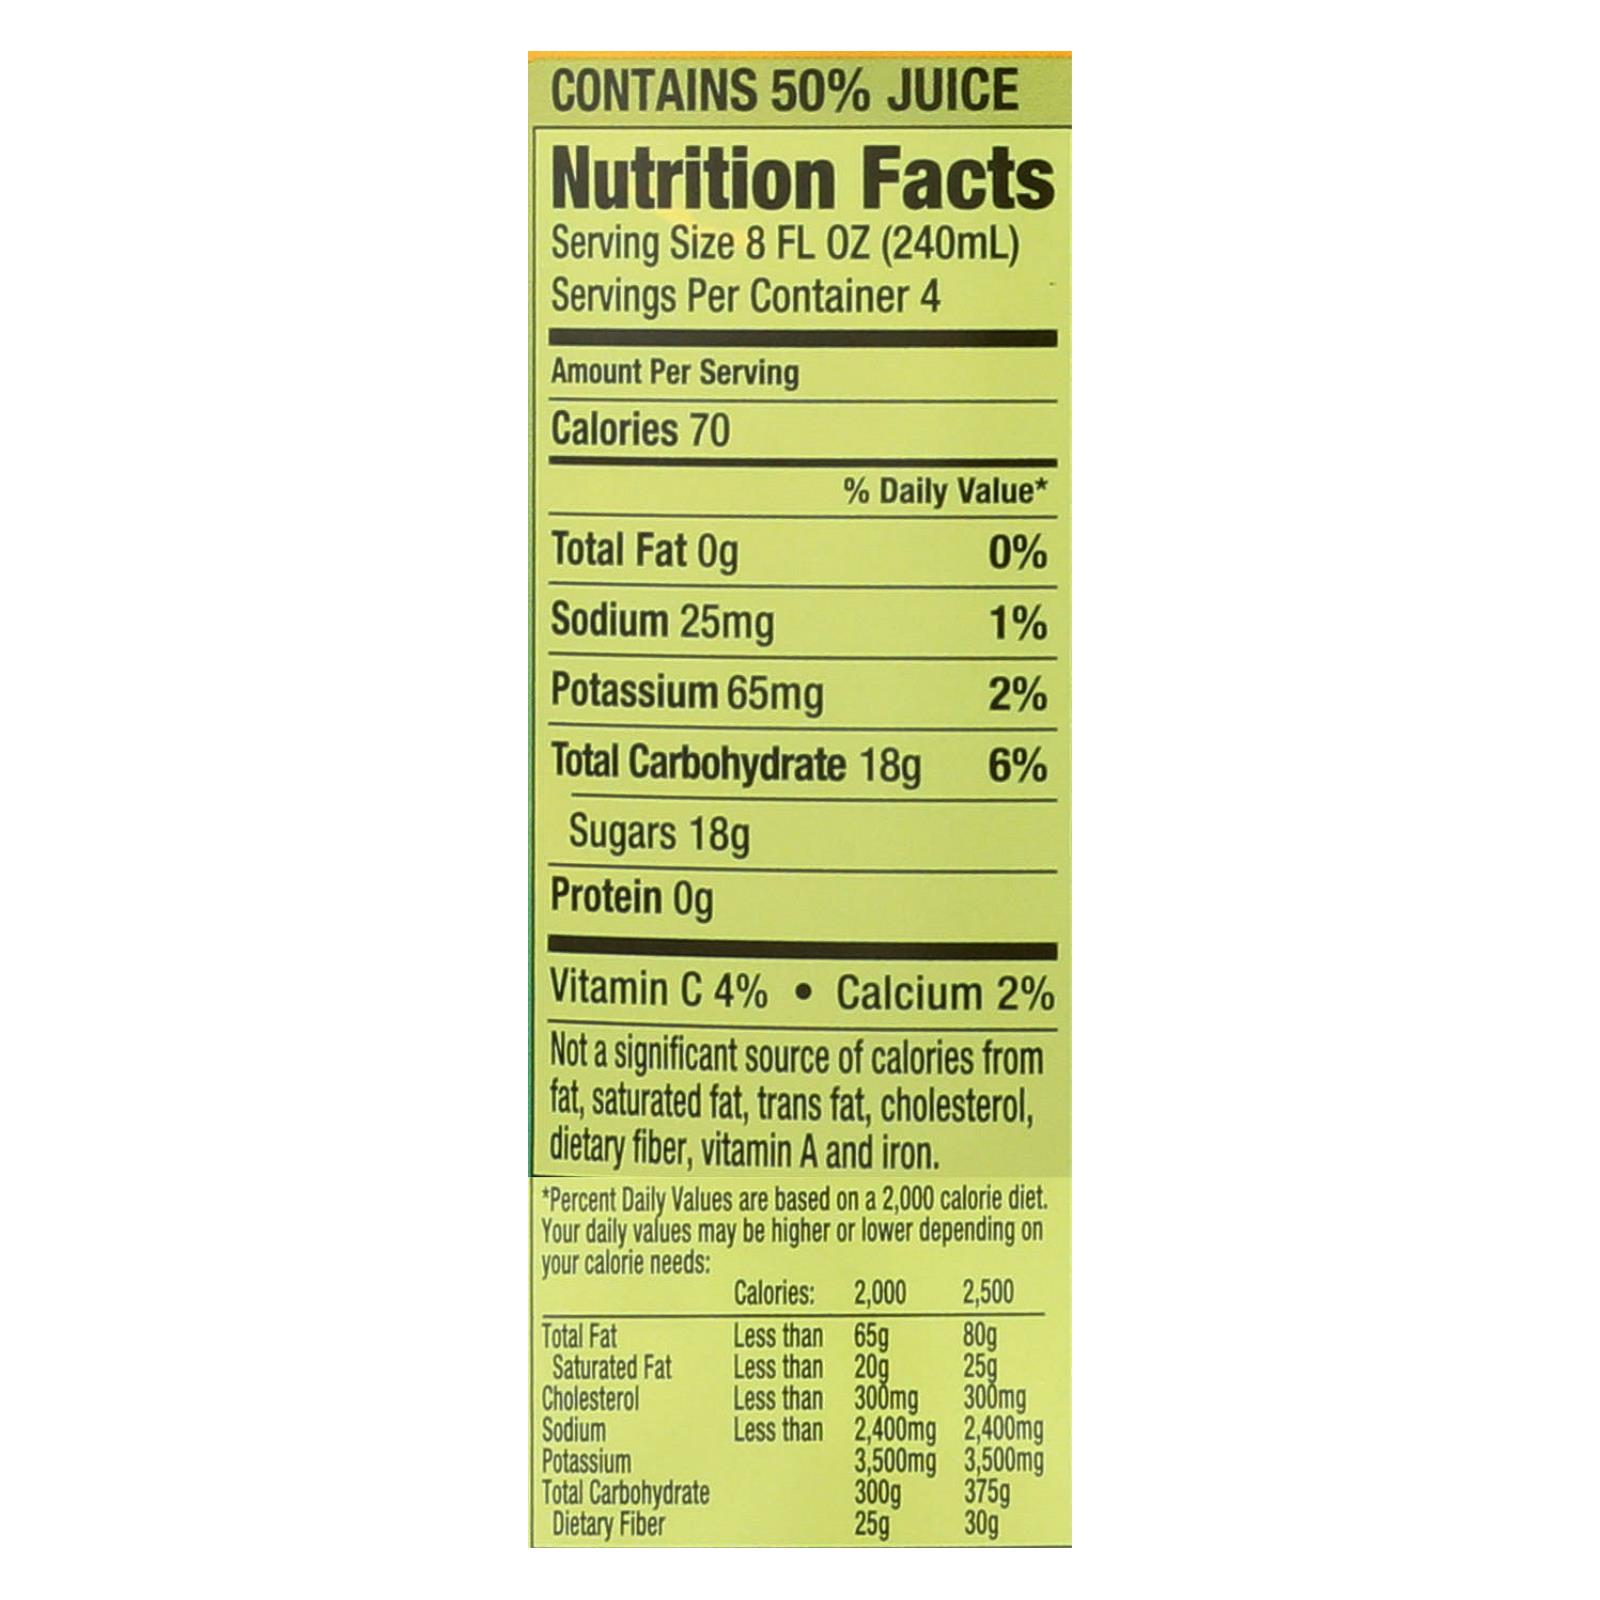 CONTAINS 50% JUICE
Nutrition Facts
Serving Size 8 FL OZ (240mL)
Servings Per Container 4
Amount Per Serving
Calories 70
% Daily Value*
Total Fat 0g 0%
Sodium 25mg 1%
Potassium 65mg 2%
Total Carbohydrate 18g 6%
Sugars 18g
Protein 0g
Vitamin C 4% • Calcium 2%
Not a significant source of calories from
fat, saturated fat, trans fat, cholesterol,
dietary fiber, vitamin A and iron.
*Percent Daily Values are based on a 2,000 calorie diet.
Your daily values may be higher or lower depending on
your calorie needs:
Calories: 2,000 2,500
Total Fat Less than 65g 80g
Saturated Fat Less than 20g 25g
Cholesterol Less than 300mg 300mg
Sodium Less than 2,400mg 2,400mg
Potassium 3,500mg 3,500mg
Total Carbohydrate 300g 375g
Dietary Fiber 25g 30g